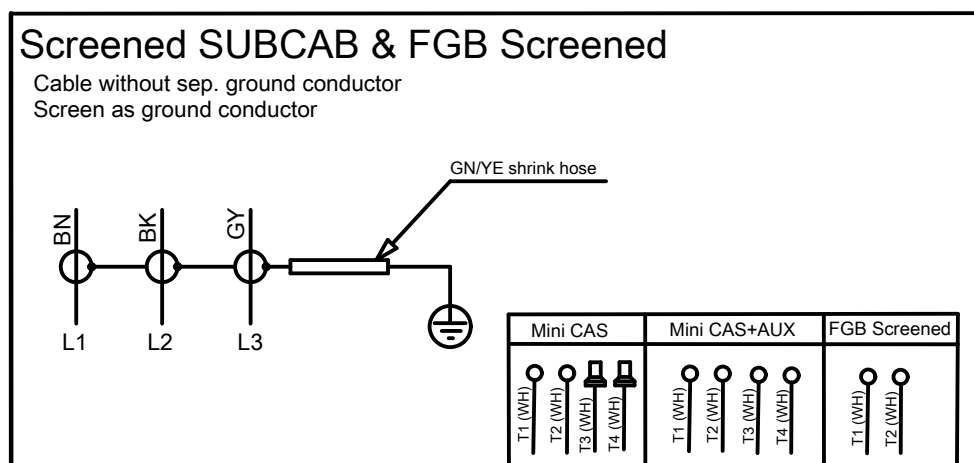 Screened SUBCAB & FGB Screened
Cable without sep. ground conductor
Screen as ground conductor
GN/YE shrink hose
BN
BK
GY
L1
L2
L3
Mini CAS
Mini CAS+AUX
FGB Screened
T1 (WH)
T2 (WH)
T3 (WH)
T4 (WH)
T1 (WH)
T2 (WH)
T3 (WH)
T4 (WH)
T1 (WH)
T2 (WH)